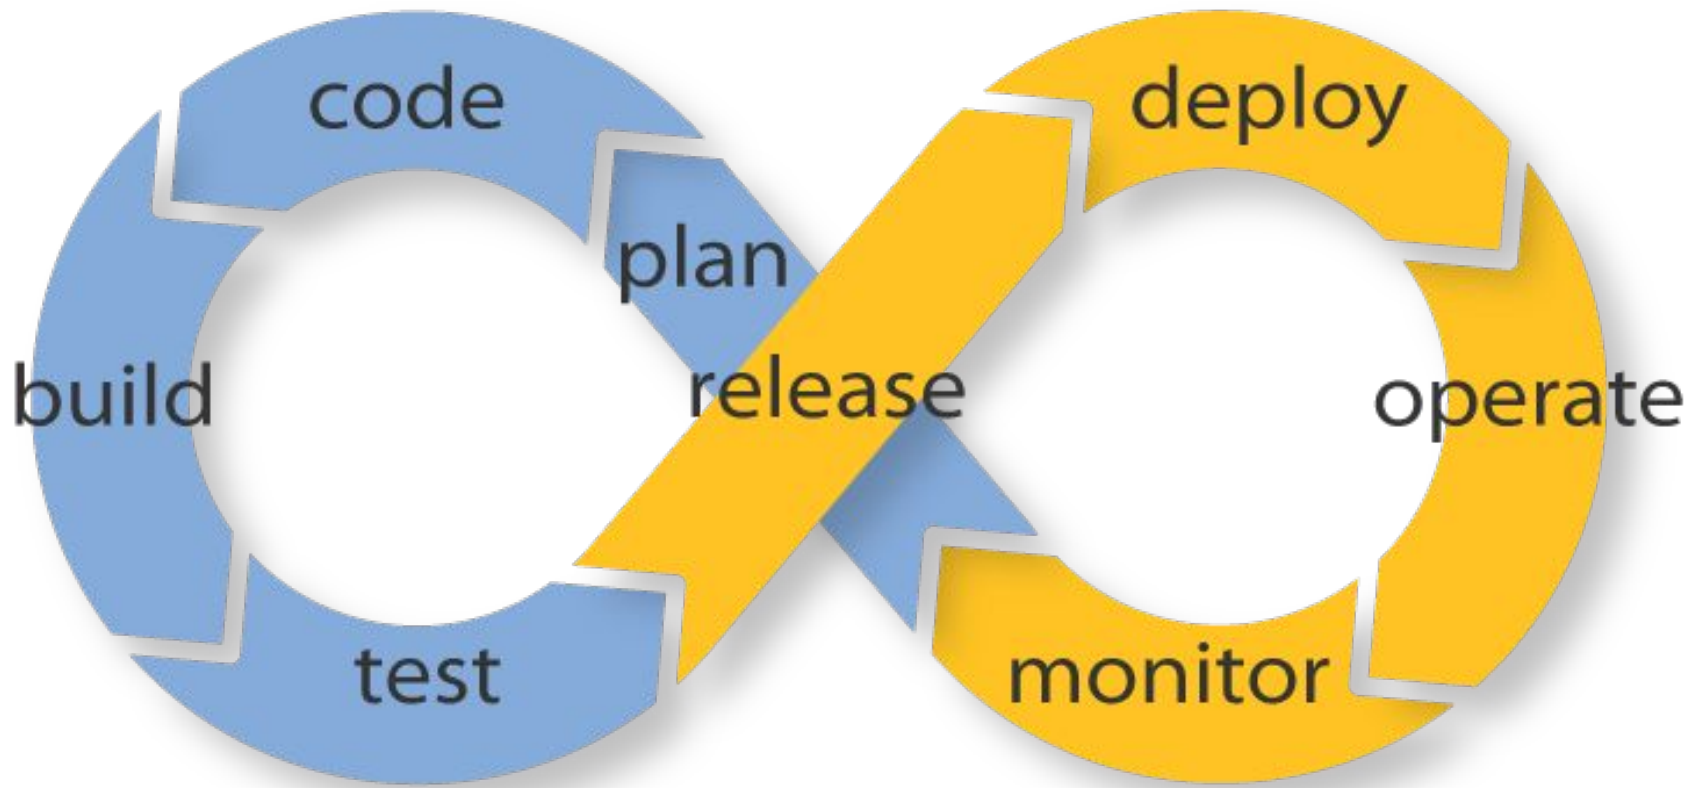 code
deploy
plan
build
release
operate
test
monitor